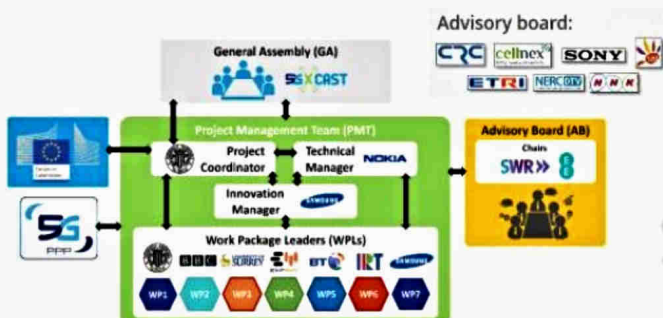 Advisory board:
General Assembly (GA)
5G XCAST
CRC cellnex SONY
ETRI NERC DTV NHK
Project Management Team (PMT)
Advisory Board (AB)
Project
Coordinator
Technical
Manager
NOKIA
Chairs
SWR>>
Innovation
Manager
SAMSUNG
5G
PPP
Work Package Leaders (WPLs)
BBC
SURREY
BT
IRT
SAMSUNG
WP1 WP2 WP3 WP4 WP5 WP6 WP7